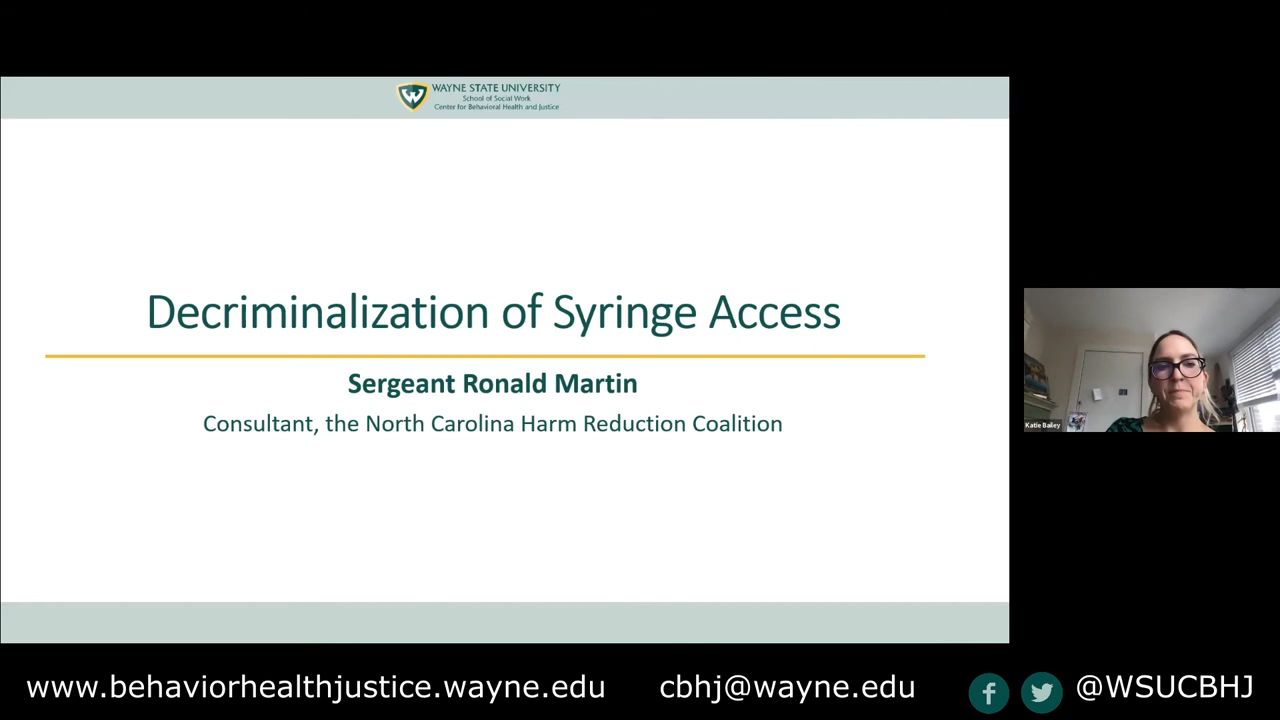 WAYNE STATE UNIVERSITY
School of Social Work
Center for Behavioral Health and Justice
Decriminalization of Syringe Access
Sergeant Ronald Martin
Consultant, the North Carolina Harm Reduction Coalition
Katie Bailey
www.behaviorhealthjustice.wayne.edu
cbhj@wayne.edu
@WSUCBHJ